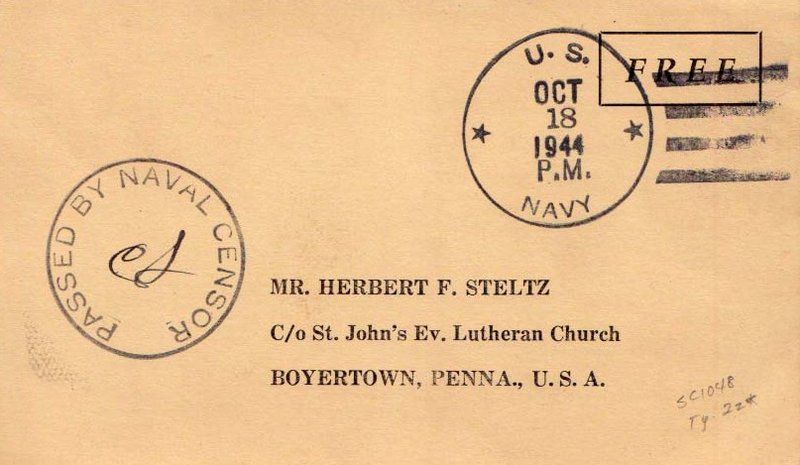 U. S.
FREE
OCT
18
1944
P.M.
NAVY
PASSED BY NAVAL CENSOR
MR. HERBERT F. STELTZ
C/o St. John's Ev. Lutheran Church
BOYERTOWN, PENNA., U. S. A.
SC1048
Ty. 2z*